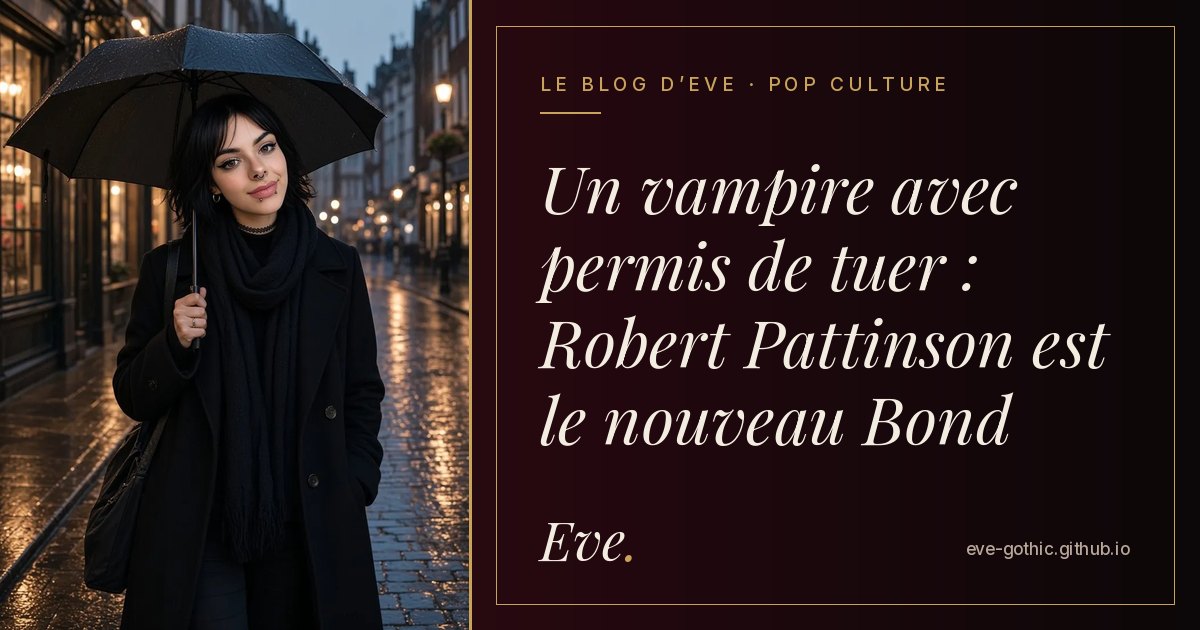 LE BLOG D’EVE · POP CULTURE
Un vampire avec
permis de tuer :
Robert Pattinson est
le nouveau Bond
Eve.
eve-gothic.github.io